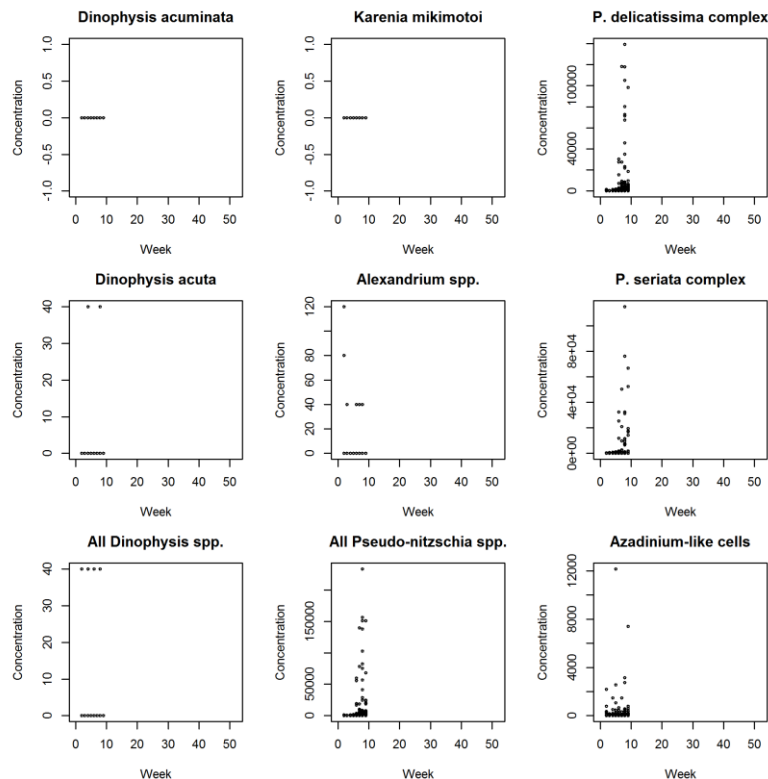 Dinophysis acuminata
Concentration
1.0
0.5
0.0
-0.5
-1.0
0 10 20 30 40 50
Week
Karenia mikimotoi
Concentration
1.0
0.5
0.0
-0.5
-1.0
0 10 20 30 40 50
Week
P. delicatissima complex
Concentration
100000
40000
0
0 10 20 30 40 50
Week
Dinophysis acuta
Concentration
40
30
20
10
0
0 10 20 30 40 50
Week
Alexandrium spp.
Concentration
120
80
60
40
20
0
0 10 20 30 40 50
Week
P. seriata complex
Concentration
8e+04
4e+04
0e+00
0 10 20 30 40 50
Week
All Dinophysis spp.
Concentration
40
30
20
10
0
0 10 20 30 40 50
Week
All Pseudo-nitzschia spp.
Concentration
150000
50000
0
0 10 20 30 40 50
Week
Azadinium-like cells
Concentration
12000
8000
4000
0
0 10 20 30 40 50
Week